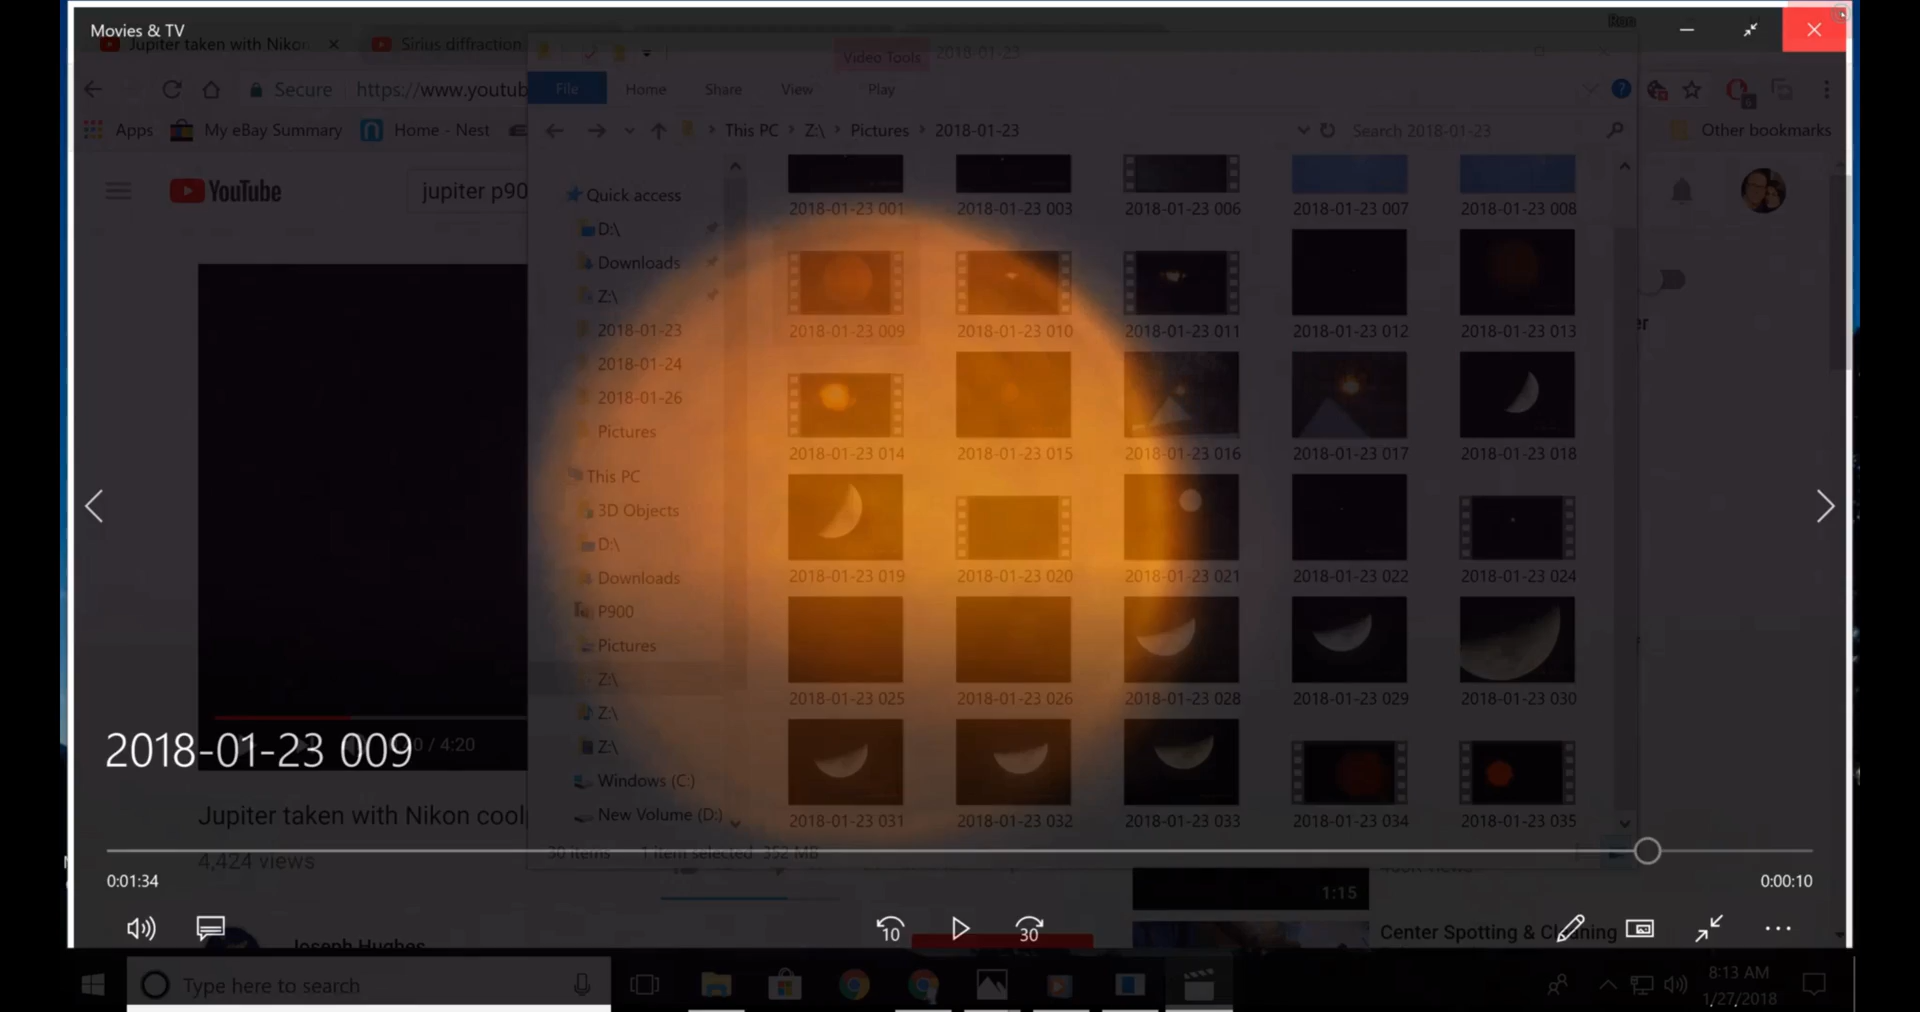 Movies & TV
Jupiter taken with Niko
Sirius diffraction
Video Tools
2018-01-23
Secure
https://www.youtub
File
Home
Share
View
Play
Apps
My eBay Summary
Home - Nest
This PC
Z:\
Pictures
2018-01-23
Search 2018-01-23
Other bookmarks
YouTube
jupiter p90
Quick access
D:\
Downloads
Z:\
2018-01-23
2018-01-24
2018-01-26
Pictures
This PC
3D Objects
D:\
Downloads
P900
Pictures
Z:\
Z:\
Z:\
Windows (C:)
New Volume (D:)
2018-01-23 001
2018-01-23 003
2018-01-23 006
2018-01-23 007
2018-01-23 008
2018-01-23 009
2018-01-23 010
2018-01-23 011
2018-01-23 012
2018-01-23 013
2018-01-23 014
2018-01-23 015
2018-01-23 016
2018-01-23 017
2018-01-23 018
2018-01-23 019
2018-01-23 020
2018-01-23 021
2018-01-23 022
2018-01-23 024
2018-01-23 025
2018-01-23 026
2018-01-23 028
2018-01-23 029
2018-01-23 030
2018-01-23 031
2018-01-23 032
2018-01-23 033
2018-01-23 034
2018-01-23 035
2018-01-23 009
/ 4:20
Jupiter taken with Nikon cool
4,424 views
30 items
1 item selected 352 MB
0:01:34
0:00:10
1:15
10
30
Joseph Hughes
Center Spotting & Cleaning
Type here to search
8:13 AM
1/27/2018